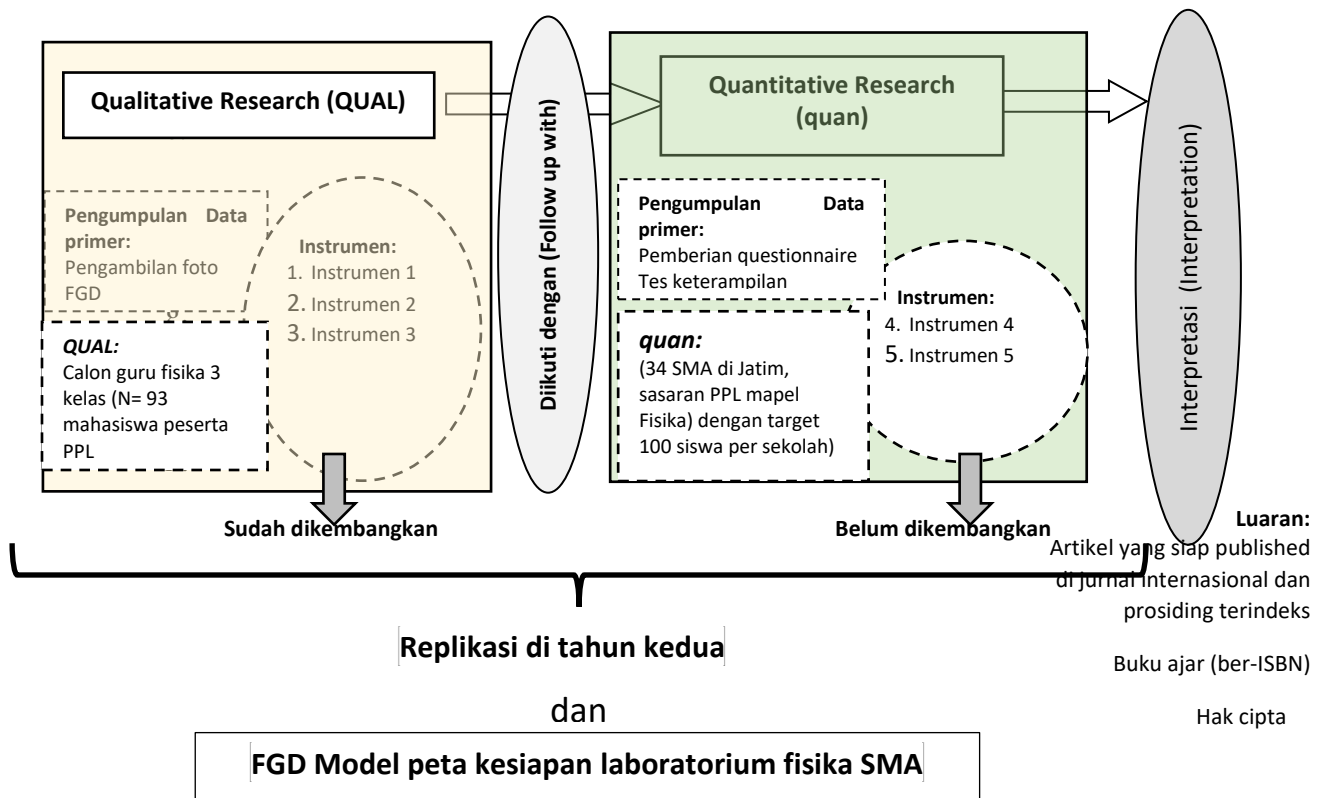 Qualitative Research (QUAL)
Pengumpulan Data
primer:
Pengambilan foto
FGD
Instrumen:
1. Instrumen 1
2. Instrumen 2
3. Instrumen 3
QUAL:
Calon guru fisika 3
kelas (N= 93
mahasiswa peserta
PPL
Sudah dikembangkan
Diikuti dengan (Follow up with)
Quantitative Research
(quan)
Pengumpulan Data
primer:
Pemberian questionnaire
Tes keterampilan
Instrumen:
4. Instrumen 4
5. Instrumen 5
quan:
(34 SMA di Jatim,
sasaran PPL mapel
Fisika) dengan target
100 siswa per sekolah)
Belum dikembangkan
Interpretasi (Interpretation)
Luaran:
Artikel yang siap published
di jurnal internasional dan
prosiding terindeks
Buku ajar (ber-ISBN)
Hak cipta
Replikasi di tahun kedua
dan
FGD Model peta kesiapan laboratorium fisika SMA